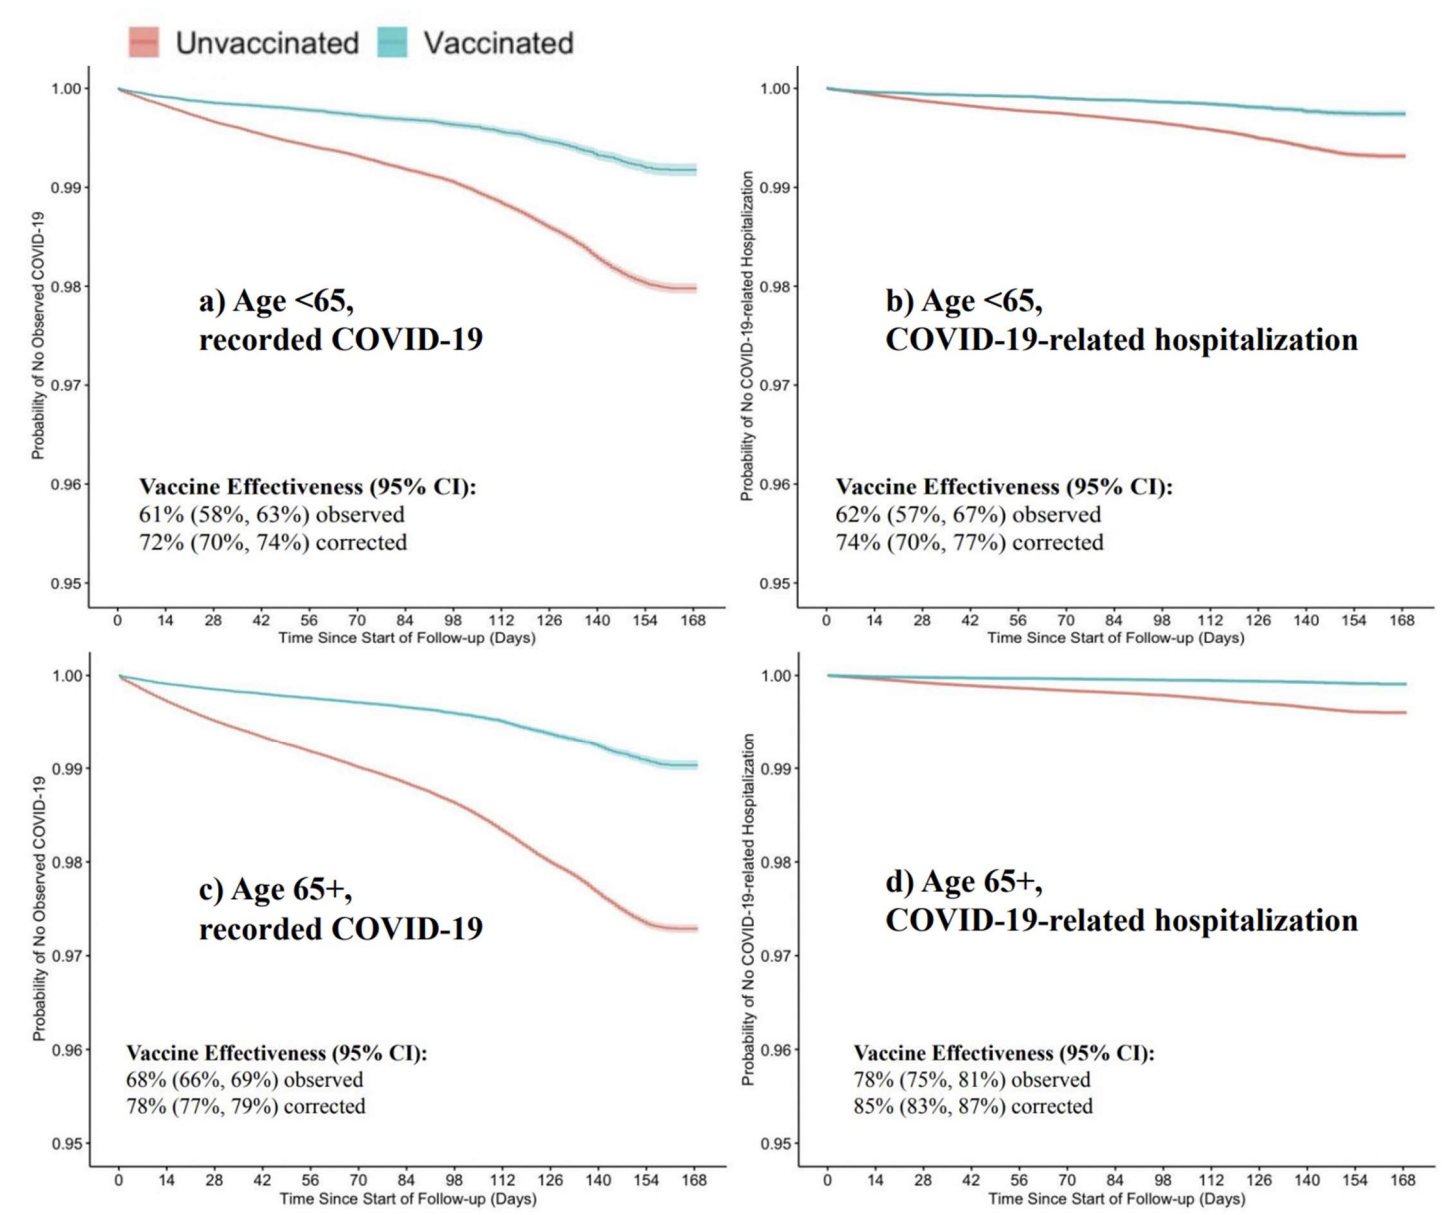 Unvaccinated Vaccinated
Probability of No Observed COVID-19
1.00
0.99
0.98
0.97
0.96
0.95
a) Age <65,
recorded COVID-19
Vaccine Effectiveness (95% CI):
61% (58%, 63%) observed
72% (70%, 74%) corrected
0 14 28 42 56 70 84 98 112 126 140 154 168
Time Since Start of Follow-up (Days)
Probability of No COVID-19-related Hospitalization
1.00
0.99
0.98
0.97
0.96
0.95
b) Age <65,
COVID-19-related hospitalization
Vaccine Effectiveness (95% CI):
62% (57%, 67%) observed
74% (70%, 77%) corrected
0 14 28 42 56 70 84 98 112 126 140 154 168
Time Since Start of Follow-up (Days)
Probability of No Observed COVID-19
1.00
0.99
0.98
0.97
0.96
0.95
c) Age 65+,
recorded COVID-19
Vaccine Effectiveness (95% CI):
68% (66%, 69%) observed
78% (77%, 79%) corrected
0 14 28 42 56 70 84 98 112 126 140 154 168
Time Since Start of Follow-up (Days)
Probability of No COVID-19-related Hospitalization
1.00
0.99
0.98
0.97
0.96
0.95
d) Age 65+,
COVID-19-related hospitalization
Vaccine Effectiveness (95% CI):
78% (75%, 81%) observed
85% (83%, 87%) corrected
0 14 28 42 56 70 84 98 112 126 140 154 168
Time Since Start of Follow-up (Days)